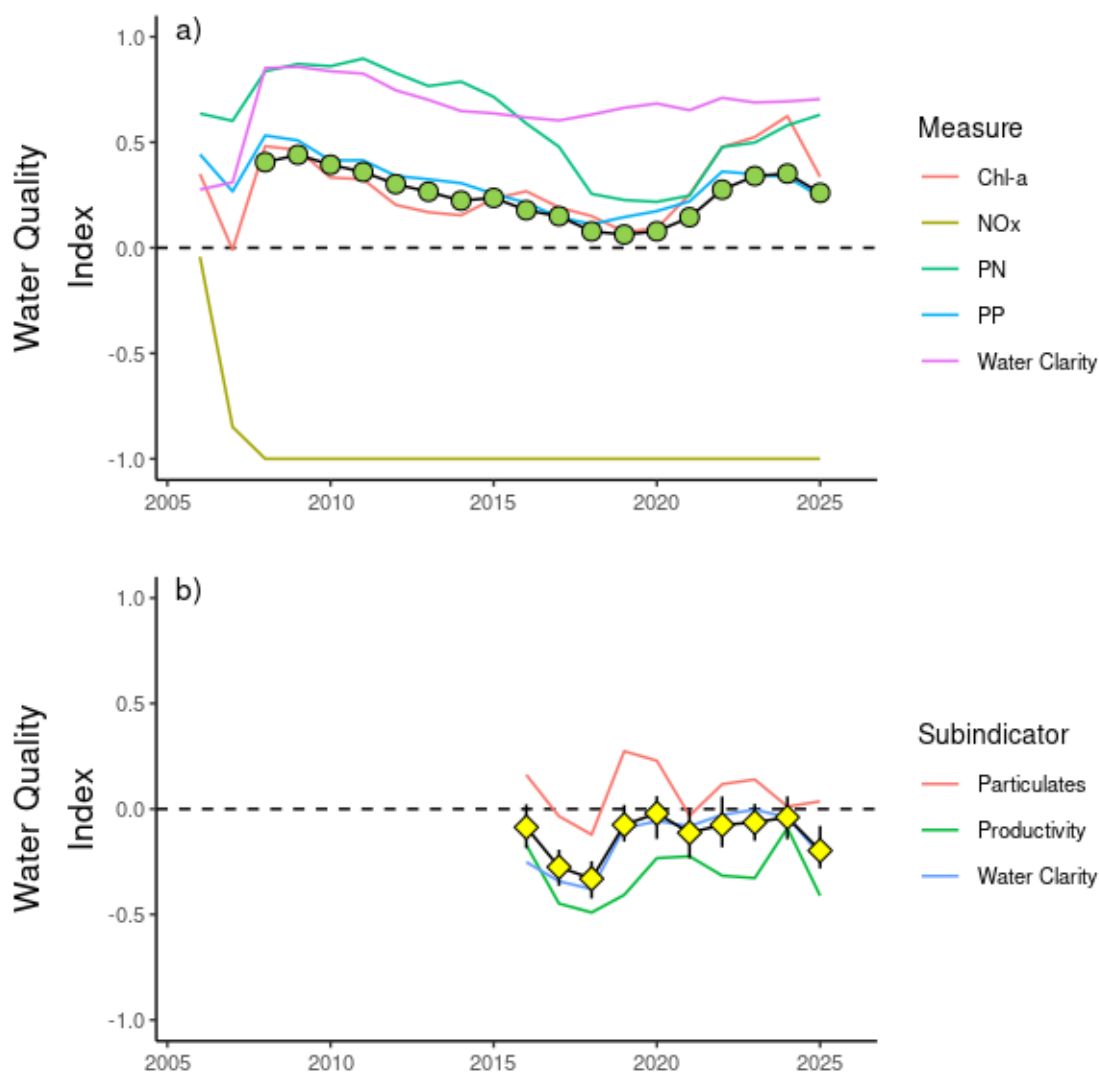 a)
Water Quality
Index
1.0
0.5
0.0
-0.5
-1.0
2005 2010 2015 2020 2025
Measure
Chl-a
NOx
PN
PP
Water Clarity
b)
Water Quality
Index
1.0
0.5
0.0
-0.5
-1.0
2005 2010 2015 2020 2025
Subindicator
Particulates
Productivity
Water Clarity